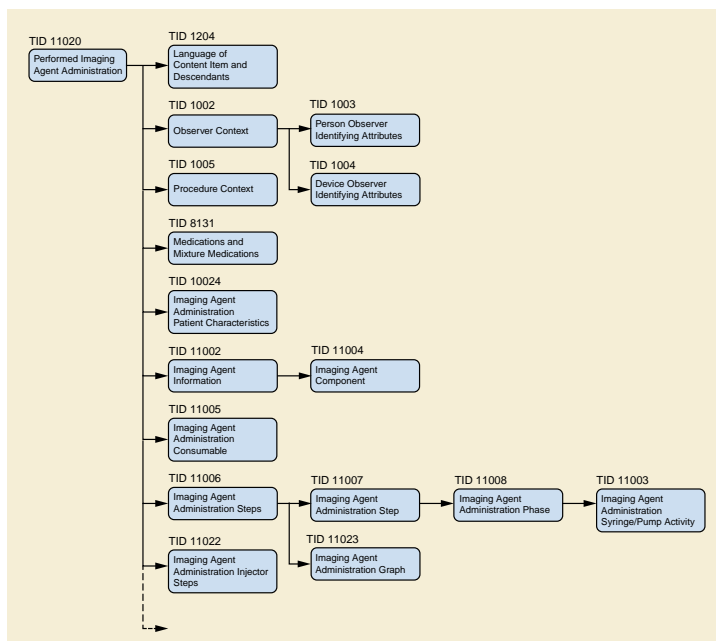 TID 11020
Performed Imaging
Agent Administration
TID 1204
Language of
Content Item and
Descendants
TID 1002
Observer Context
TID 1003
Person Observer
Identifying Attributes
TID 1005
Procedure Context
TID 1004
Device Observer
Identifying Attributes
TID 8131
Medications and
Mixture Medications
TID 10024
Imaging Agent
Administration
Patient Characteristics
TID 11002
Imaging Agent
Information
TID 11004
Imaging Agent
Component
TID 11005
Imaging Agent
Administration
Consumable
TID 11006
Imaging Agent
Administration Steps
TID 11007
Imaging Agent
Administration Step
TID 11008
Imaging Agent
Administration Phase
TID 11003
Imaging Agent
Administration
Syringe/Pump Activity
TID 11022
Imaging Agent
Administration Injector
Steps
TID 11023
Imaging Agent
Administration Graph